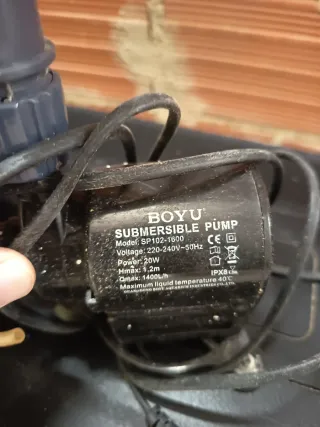 BOYU
SUBMERSIBLE PUMP
Model: SP102-1600
Voltage: 220-240V~50Hz
Power: 20W
Hmax: 1.2m
Qmax: 1400L/h
IPX8
Maximum liquid temperature 40°C